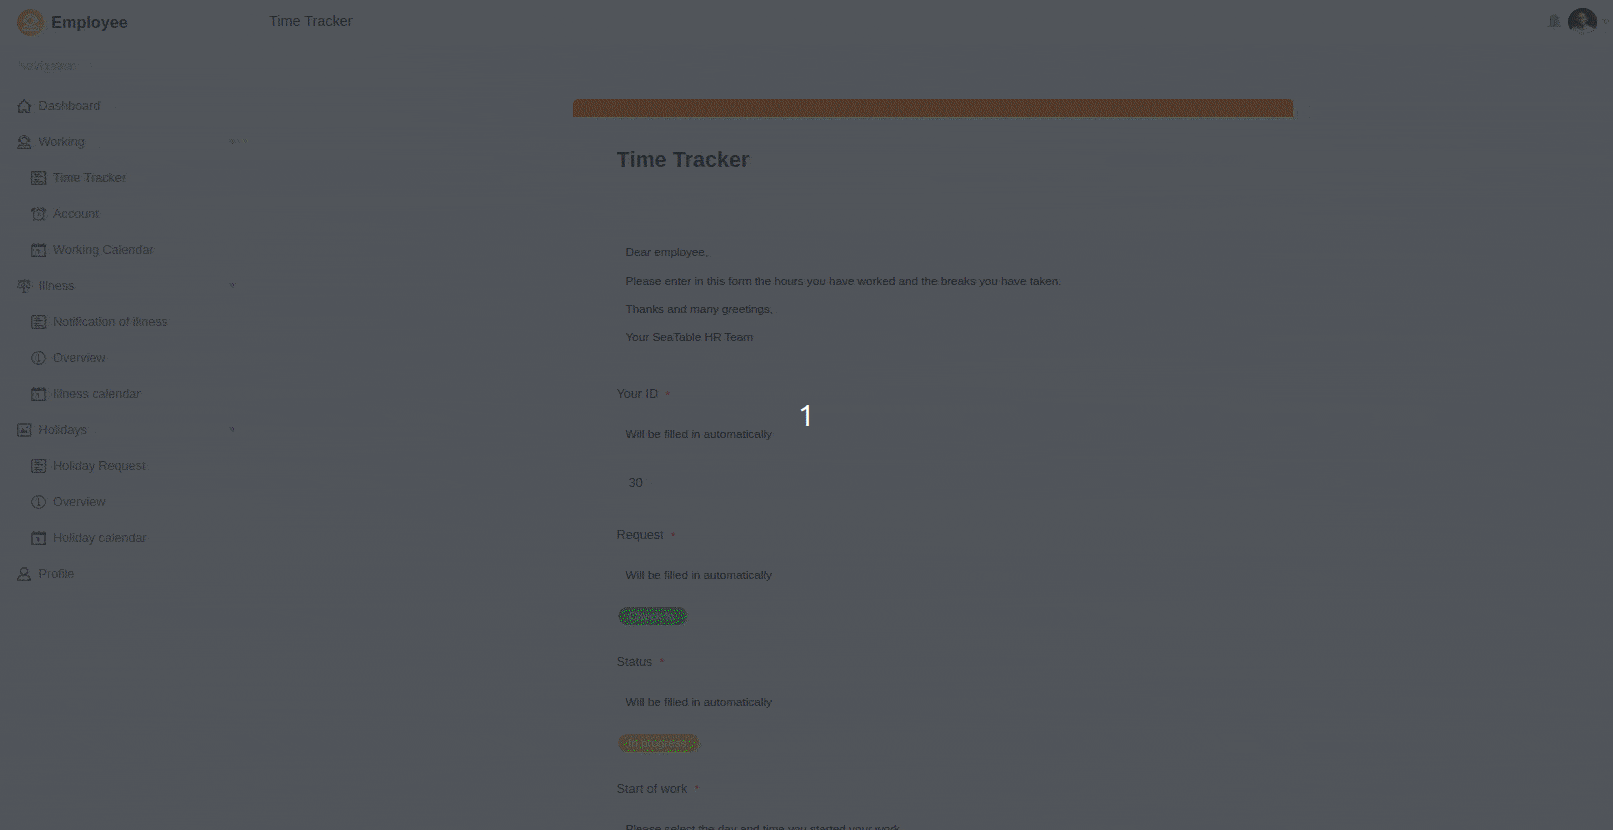 Employee
Time Tracker
Navigation
Dashboard
Working
Time Tracker
Account
Working Calendar
Illness
Notification of illness
Overview
Illness calendar
Holidays
Holiday Request
Overview
Holiday calendar
Profile
Time Tracker
Dear employee,
Please enter in this form the hours you have worked and the breaks you have taken.
Thanks and many greetings,
Your SeaTable HR Team
Your ID *
1
Will be filled in automatically
30
Request *
Will be filled in automatically
Status *
Will be filled in automatically
In progress
Start of work *
Please select the day and time you started your work